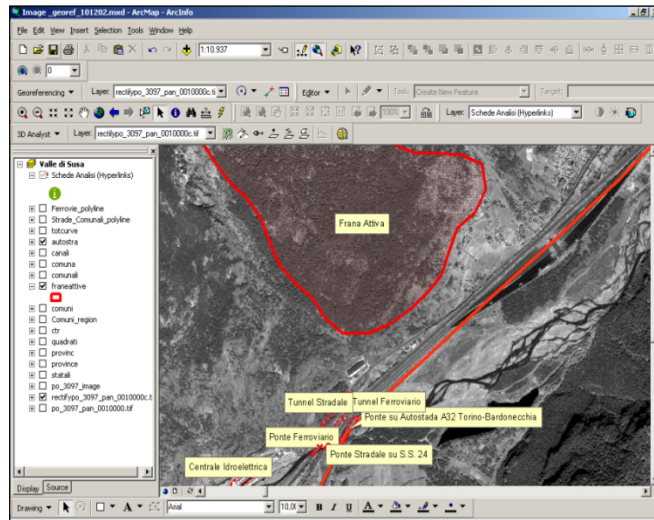 Image _georef_101202.mxd - ArcMap - ArcInfo
File Edit View Insert Selection Tools Window Help
1:10.937
0
Georeferencing Layer: rectifypo_3097_pan_0010000c.ti Editor Task: Create New Feature Target:
100% Layer: Schede Analisi (Hyperlinks)
3D Analyst Layer: rectifypo_3097_pan_0010000c.tif
Valle di Susa
Schede Analisi (Hyperlinks)
Ferrovie_polyline
Strade_Comunali_polyline
totcurve
autostra
canali
comuna
comunali
franeattive
comuni
Comuni_region
ctr
quadrati
provinc
province
statali
po_3097_image
rectifypo_3097_pan_0010000c.t
po_3097_pan_0010000.tif
Display Source
Frana Attiva
Tunnel Stradale Tunnel Ferroviario
Ponte su Autostada A32 Torino-Bardonecchia
Ponte Ferroviario
Ponte Stradale su S.S. 24
Centrale Idroelettrica
Drawing A Arial 10,0 B I U A